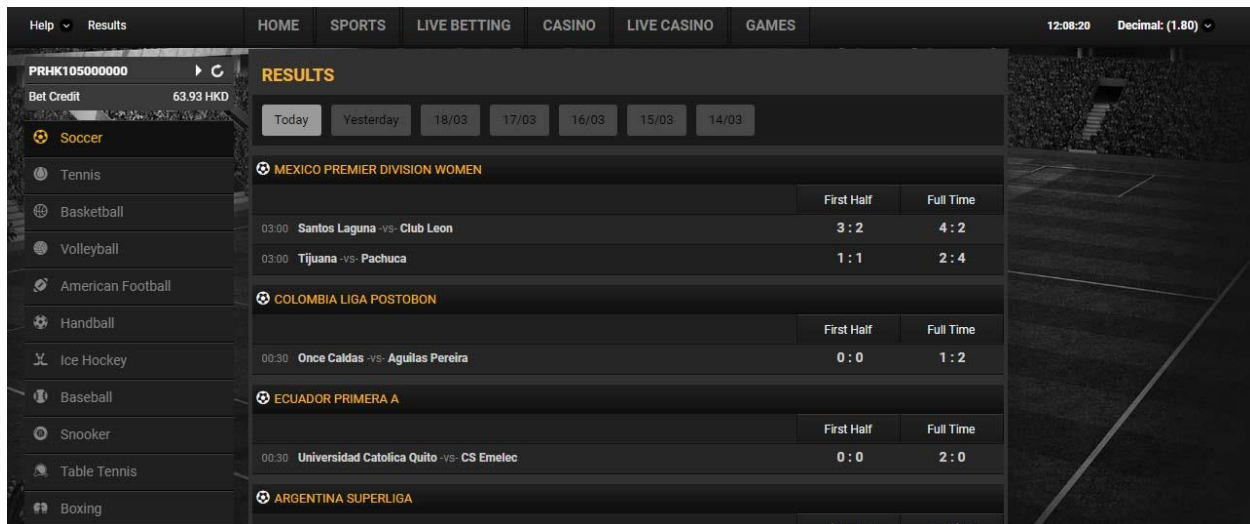 Help Results HOME SPORTS LIVE BETTING CASINO LIVE CASINO GAMES 12:08:20 Decimal: (1.80)
PRHK105000000
Bet Credit 63.93 HKD
Soccer
Tennis
Basketball
Volleyball
American Football
Handball
Ice Hockey
Baseball
Snooker
Table Tennis
Boxing
RESULTS
Today Yesterday 18/03 17/03 16/03 15/03 14/03
MEXICO PREMIER DIVISION WOMEN
First Half Full Time
03:00 Santos Laguna -vs- Club Leon 3 : 2 4 : 2
03:00 Tijuana -vs- Pachuca 1 : 1 2 : 4
COLOMBIA LIGA POSTOBON
First Half Full Time
00:30 Once Caldas -vs- Aguilas Pereira 0 : 0 1 : 2
ECUADOR PRIMERA A
First Half Full Time
00:30 Universidad Catolica Quito -vs- CS Emelec 0 : 0 2 : 0
ARGENTINA SUPERLIGA